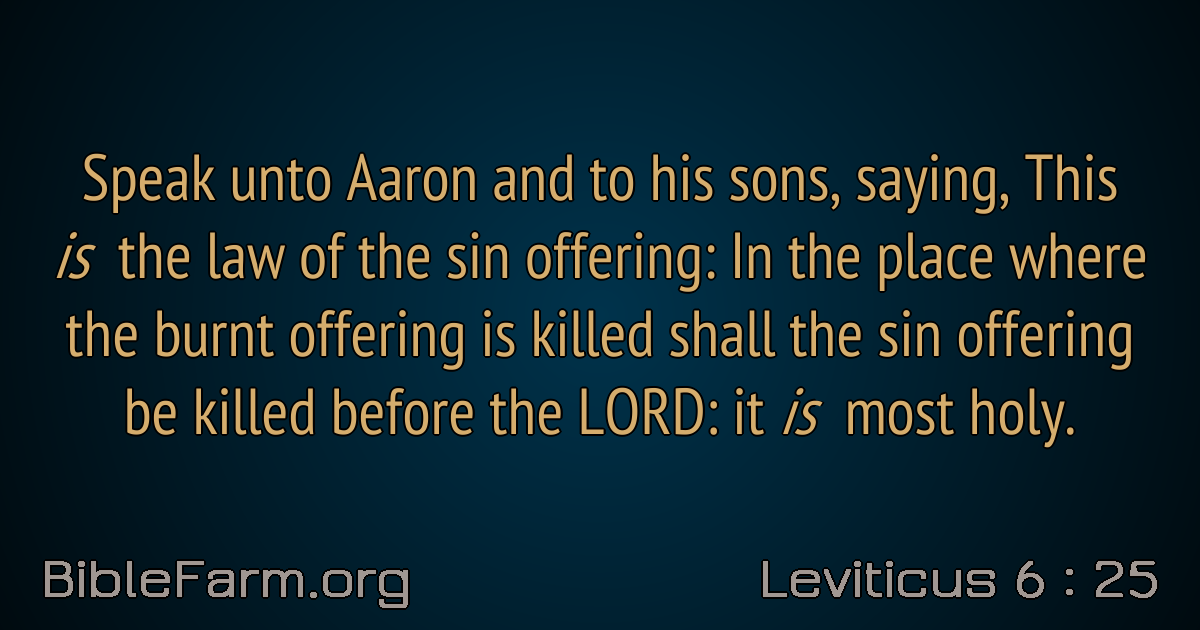 Speak unto Aaron and to his sons, saying, This
is the law of the sin offering: In the place where
the burnt offering is killed shall the sin offering
be killed before the LORD: it is most holy.
BibleFarm.org
Leviticus 6 : 25